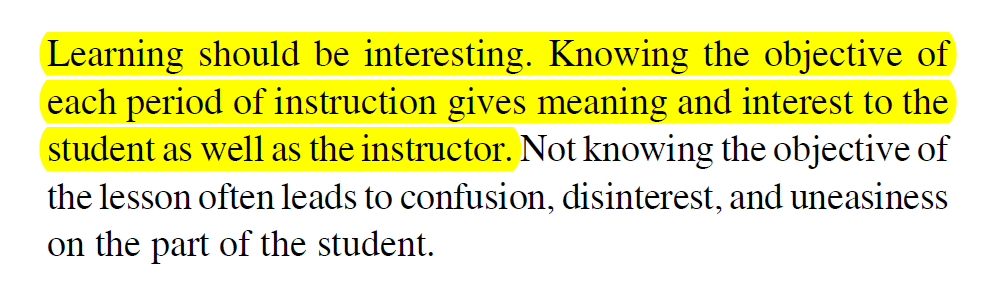 Learning should be interesting. Knowing the objective of
each period of instruction gives meaning and interest to the
student as well as the instructor. Not knowing the objective of
the lesson often leads to confusion, disinterest, and uneasiness
on the part of the student.